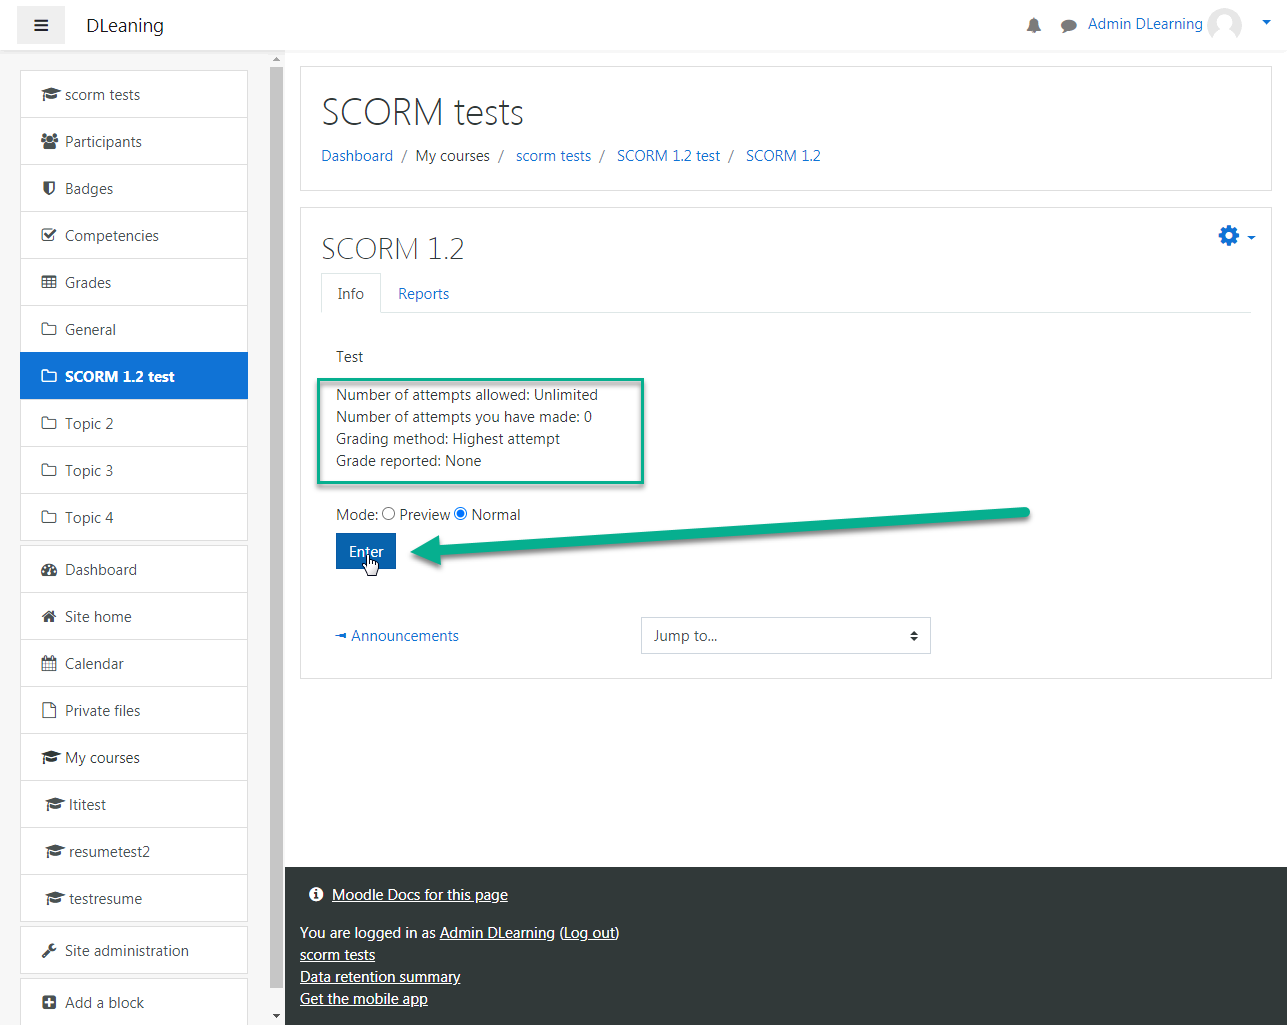 DLeaning
Admin DLearning
scorm tests
Participants
Badges
Competencies
Grades
General
SCORM 1.2 test
Topic 2
Topic 3
Topic 4
Dashboard
Site home
Calendar
Private files
My courses
ltitest
resumetest2
testresume
Site administration
Add a block
SCORM tests
Dashboard / My courses / scorm tests / SCORM 1.2 test / SCORM 1.2
SCORM 1.2
Info Reports
Test
Number of attempts allowed: Unlimited
Number of attempts you have made: 0
Grading method: Highest attempt
Grade reported: None
Mode: Preview Normal
Enter
Announcements Jump to...
Moodle Docs for this page
You are logged in as Admin DLearning (Log out)
scorm tests
Data retention summary
Get the mobile app